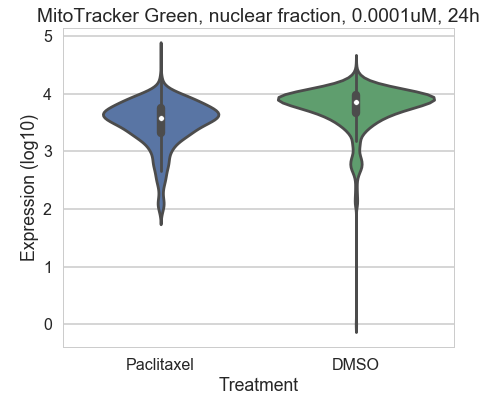 MitoTracker Green, nuclear fraction, 0.0001uM, 24h
5
4
3
2
1
0
Expression (log10)
Paclitaxel DMSO
Treatment